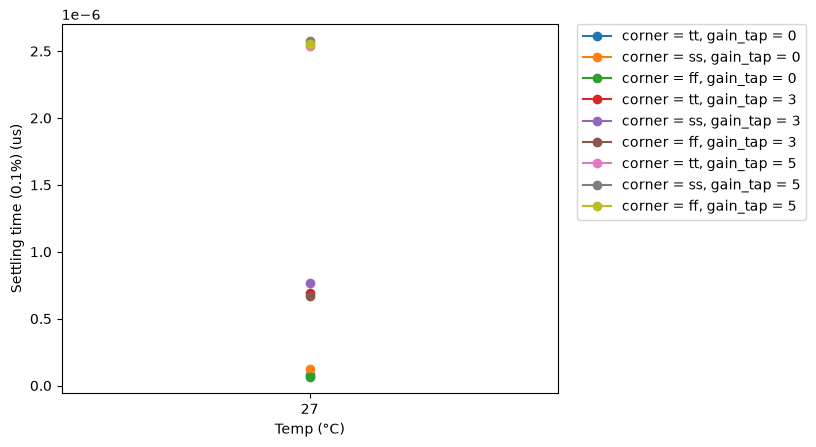 1e−6
2.5
2.0
1.5
1.0
0.5
0.0
Settling time (0.1%) (us)
27
Temp (°C)
corner = tt, gain_tap = 0
corner = ss, gain_tap = 0
corner = ff, gain_tap = 0
corner = tt, gain_tap = 3
corner = ss, gain_tap = 3
corner = ff, gain_tap = 3
corner = tt, gain_tap = 5
corner = ss, gain_tap = 5
corner = ff, gain_tap = 5